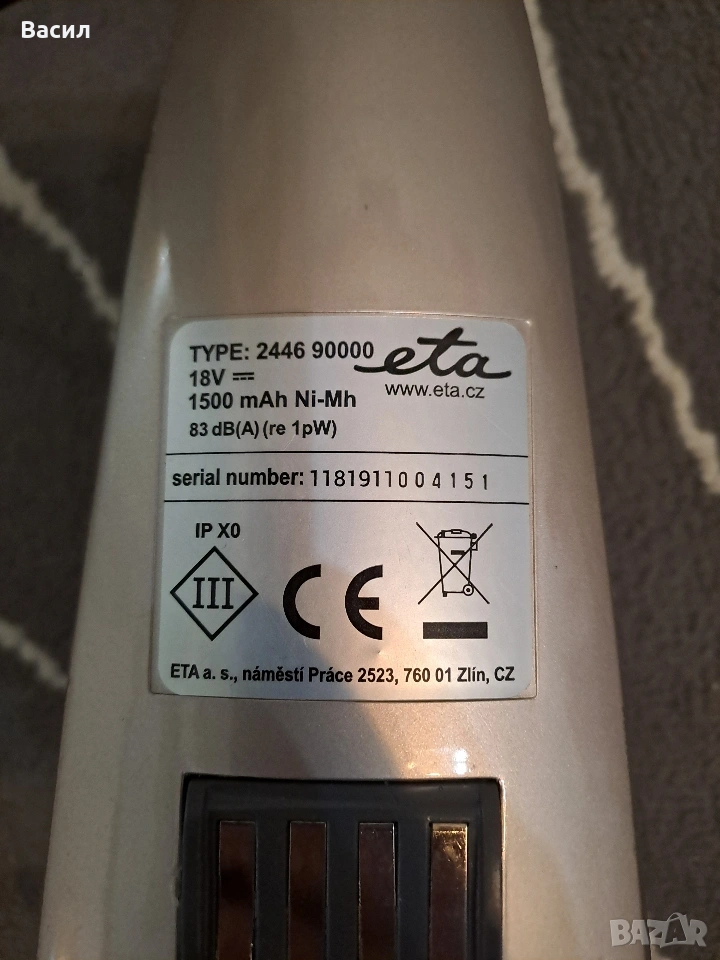 Васил
TYPE: 2446 90000
eta
18V
www.eta.cz
1500 mAh Ni-Mh
83 dB(A) (re 1pW)
serial number: 1181911004151
IP X0
III
CE
ETA a. s., náměstí Práce 2523, 760 01 Zlín, CZ
BAZAR